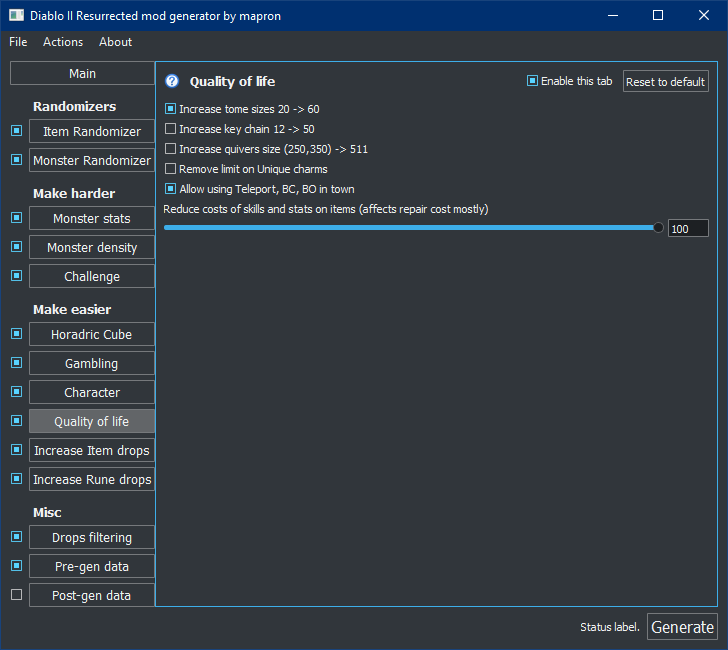 Diablo II Resurrected mod generator by mapron
File Actions About
Main
Randomizers
Item Randomizer
Monster Randomizer
Make harder
Monster stats
Monster density
Challenge
Make easier
Horadric Cube
Gambling
Character
Quality of life
Increase Item drops
Increase Rune drops
Misc
Drops filtering
Pre-gen data
Post-gen data
? Quality of life
Enable this tab
Reset to default
Increase tome sizes 20 -> 60
Increase key chain 12 -> 50
Increase quivers size (250,350) -> 511
Remove limit on Unique charms
Allow using Teleport, BC, BO in town
Reduce costs of skills and stats on items (affects repair cost mostly)
100
Status label.
Generate